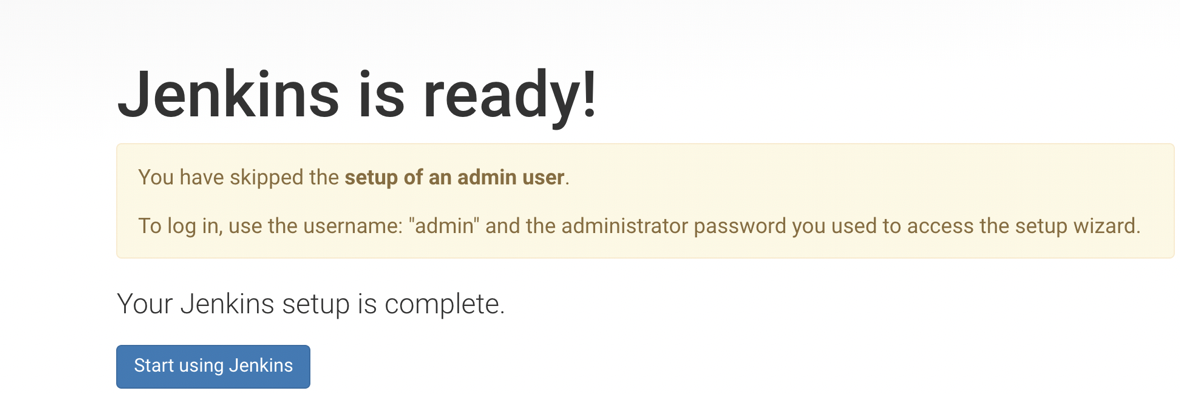 Jenkins is ready!
You have skipped the setup of an admin user.
To log in, use the username: "admin" and the administrator password you used to access the setup wizard.
Your Jenkins setup is complete.
Start using Jenkins